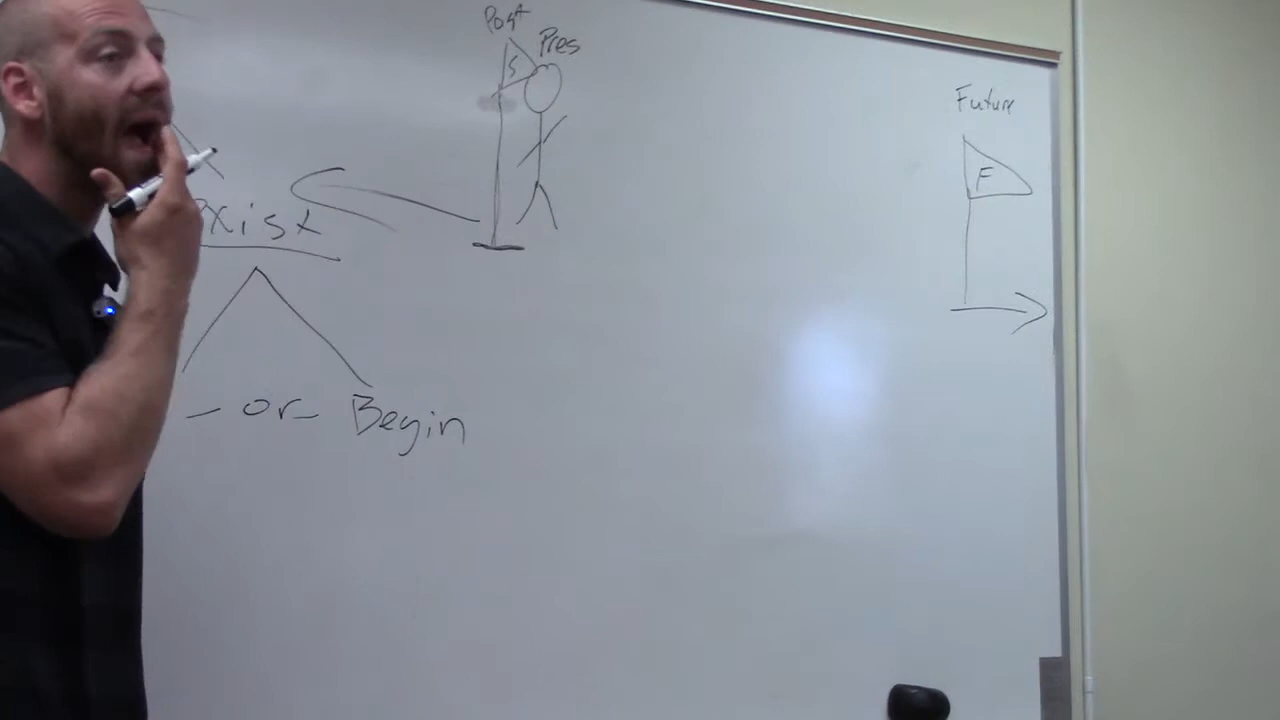 Past
Pres
S
Future
F
xist
- or - Begin